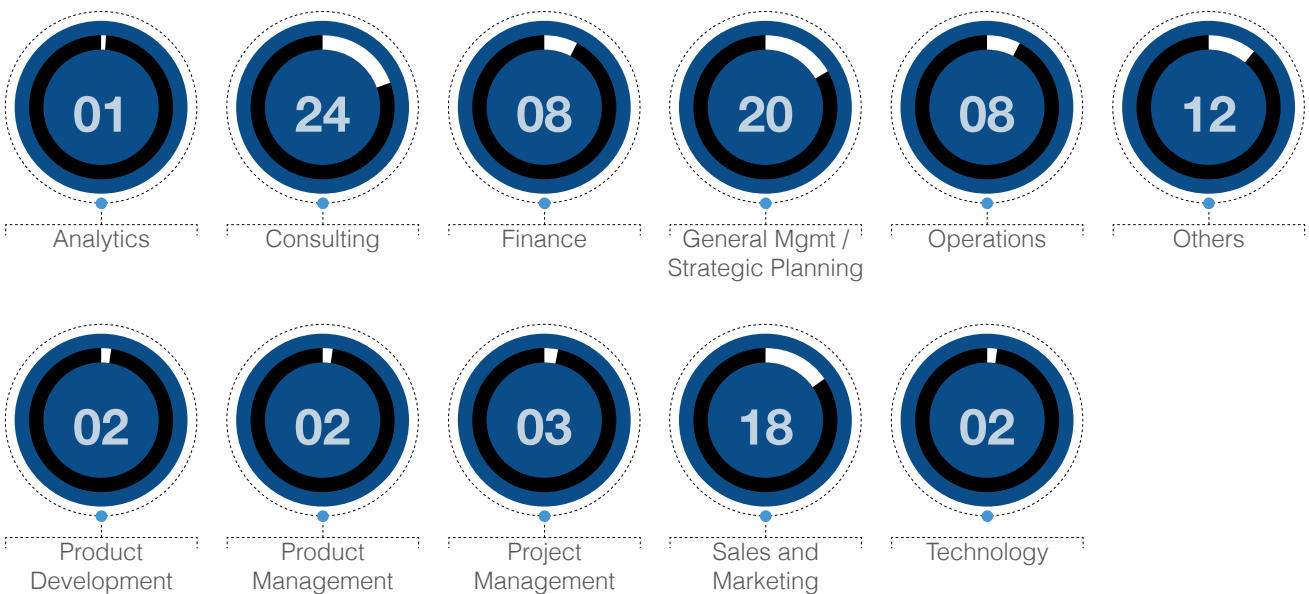 01
24
08
20
08
12
Analytics
Consulting
Finance
General Mgmt /
Strategic Planning
Operations
Others
02
02
03
18
02
Product
Development
Product
Management
Project
Management
Sales and
Marketing
Technology